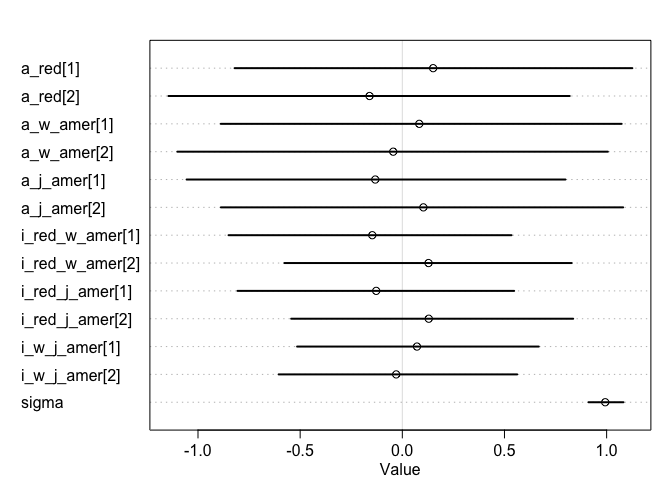 a_red[1]
a_red[2]
a_w_amer[1]
a_w_amer[2]
a_j_amer[1]
a_j_amer[2]
i_red_w_amer[1]
i_red_w_amer[2]
i_red_j_amer[1]
i_red_j_amer[2]
i_w_j_amer[1]
i_w_j_amer[2]
sigma
-1.0 -0.5 0.0 0.5 1.0
Value